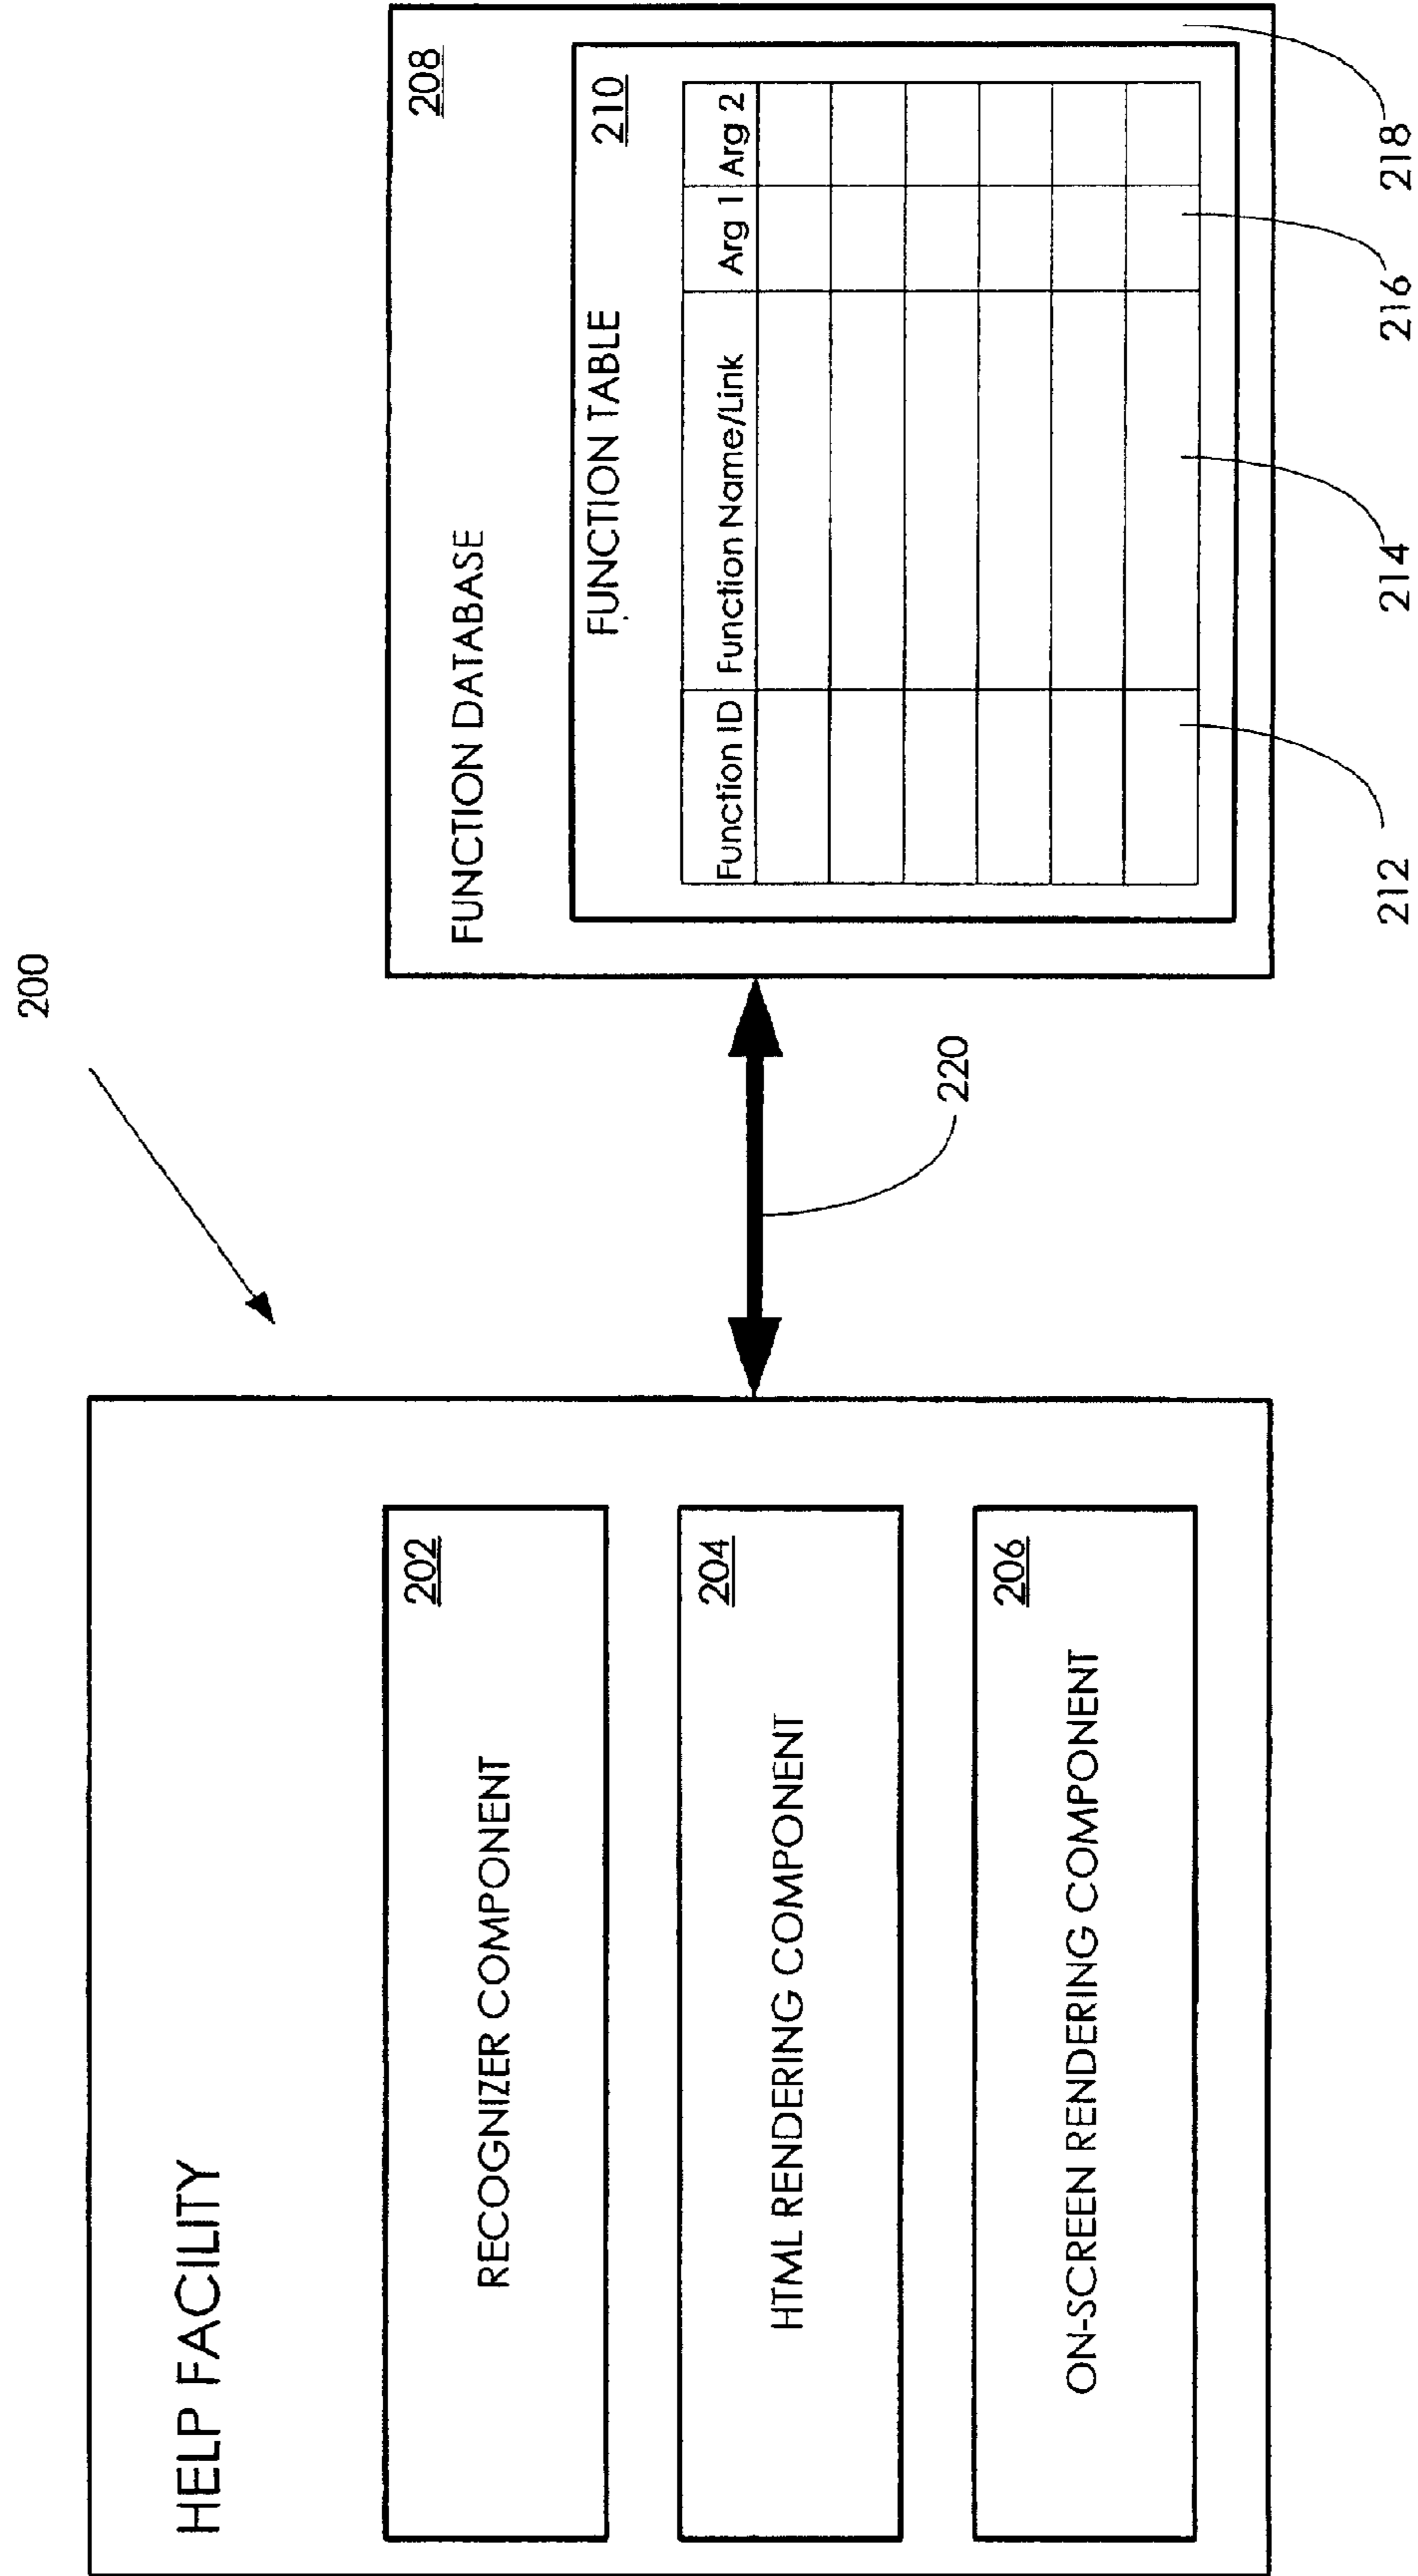 200
HELP FACILITY
202
RECOGNIZER COMPONENT
204
HTML RENDERING COMPONENT
206
ON-SCREEN RENDERING COMPONENT
220
208
FUNCTION DATABASE
210
FUNCTION TABLE
Function ID Function Name/Link Arg 1 Arg 2
212 214 216 218